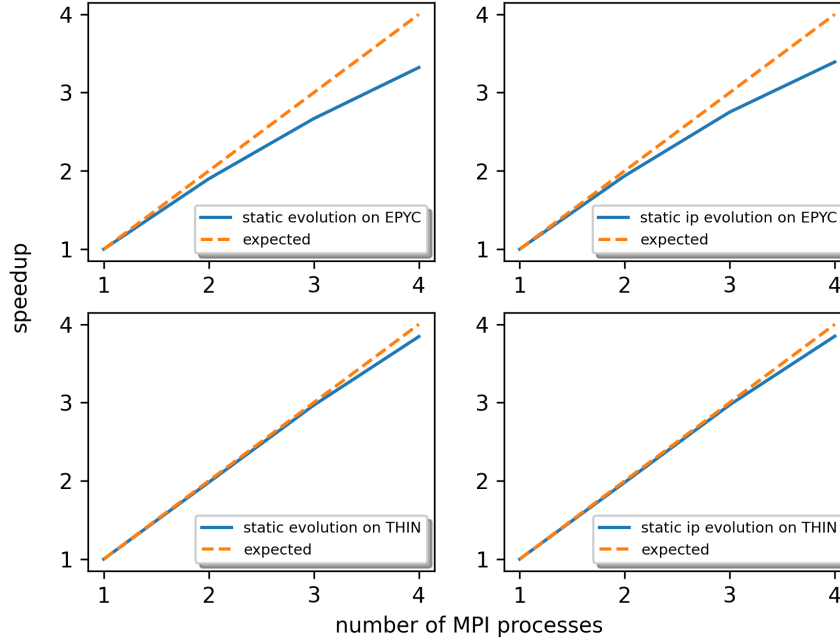 4
3
2
1
static evolution on EPYC
expected
1 2 3 4
4
3
2
1
static ip evolution on EPYC
expected
1 2 3 4
speedup
4
3
2
1
static evolution on THIN
expected
1 2 3 4
4
3
2
1
static ip evolution on THIN
expected
1 2 3 4
number of MPI processes